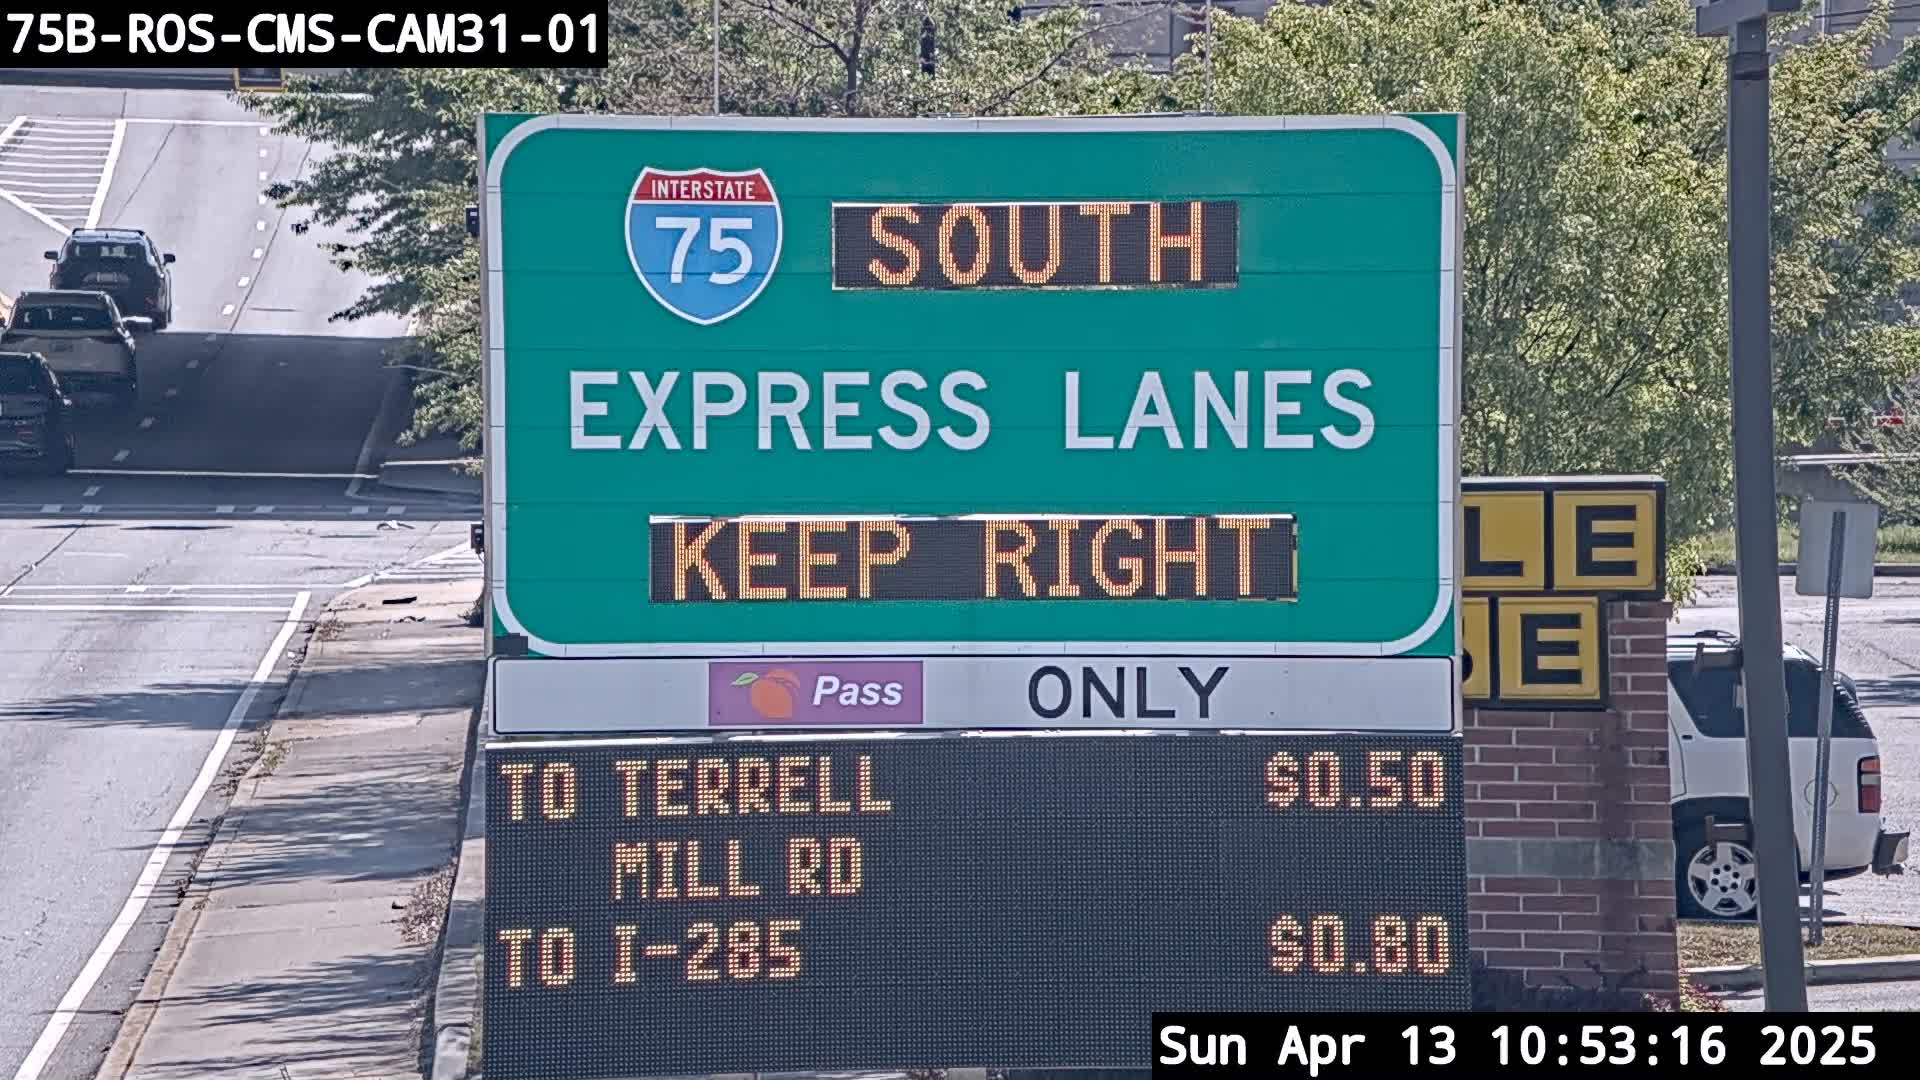 75B-ROS-CMS-CAM31-01
INTERSTATE
75
SOUTH
EXPRESS LANES
KEEP RIGHT
Pass ONLY
TO TERRELL $0.50
MILL RD
TO I-285 $0.80
LE
E
Sun Apr 13 10:53:16 2025